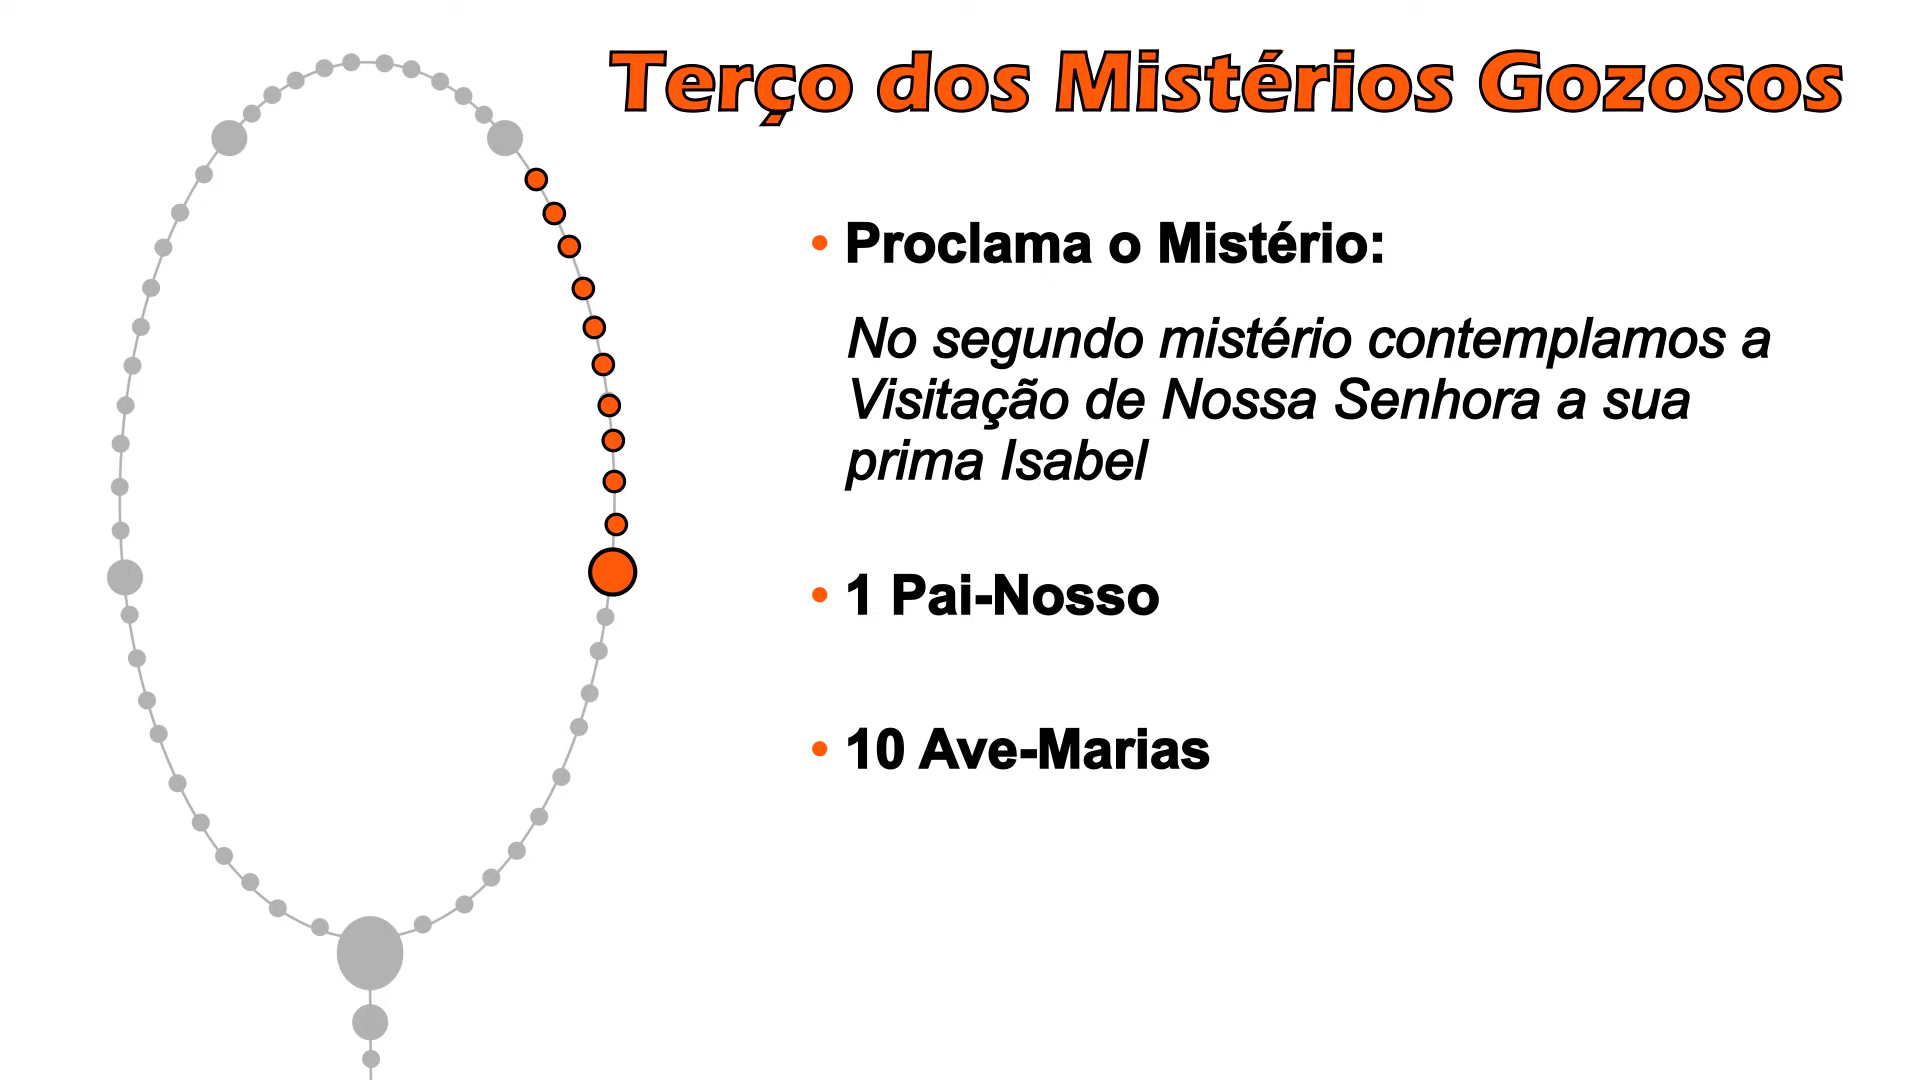 Terço dos Mistérios Gozosos
• Proclama o Mistério:
No segundo mistério contemplamos a
Visitação de Nossa Senhora a sua
prima Isabel
• 1 Pai-Nosso
• 10 Ave-Marias